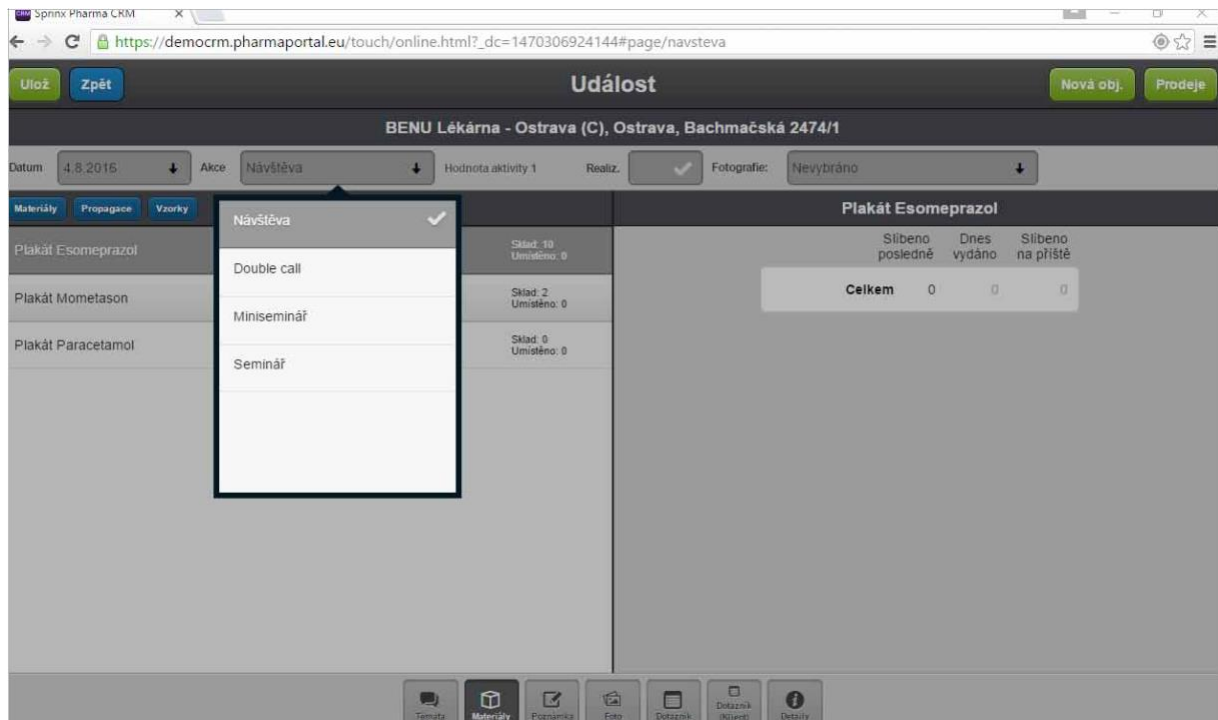 Sprinx Pharma CRM
https://democrm.pharmaportal.eu/touch/online.html?_dc=1470306924144#page/navsteva
Ulož Zpět Událost Nová obj. Prodeje
BENU Lékárna - Ostrava (C), Ostrava, Bachmačská 2474/1
Datum 4.8.2016 Akce Návštěva Hodnota aktivity 1 Realiz. Fotografie: Nevybráno
Materiály Propagace Vzorky
Plakát Esomeprazol
Sklad: 10
Umístěno: 0
Plakát Mometason
Sklad: 2
Umístěno: 0
Plakát Paracetamol
Sklad: 0
Umístěno: 0
Návštěva
Double call
Miniseminář
Seminář
Plakát Esomeprazol
Slíbeno posledně
Dnes vydáno
Slíbeno na příště
Celkem 0 0 0
Témata Materiály Poznámka Foto Dotazník Dotazník (Klient) Detaily